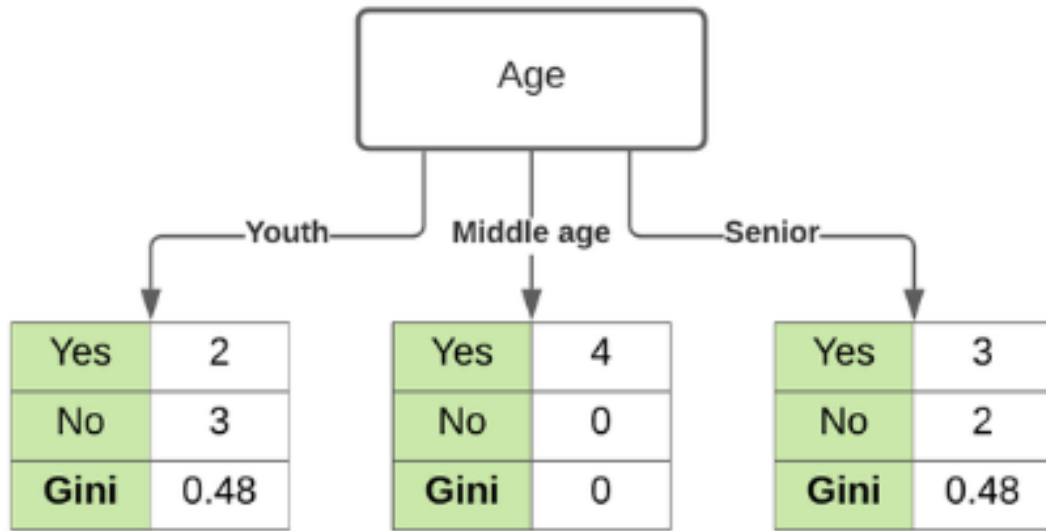 Age
Youth
Middle age
Senior
Yes 2
No 3
Gini 0.48
Yes 4
No 0
Gini 0
Yes 3
No 2
Gini 0.48